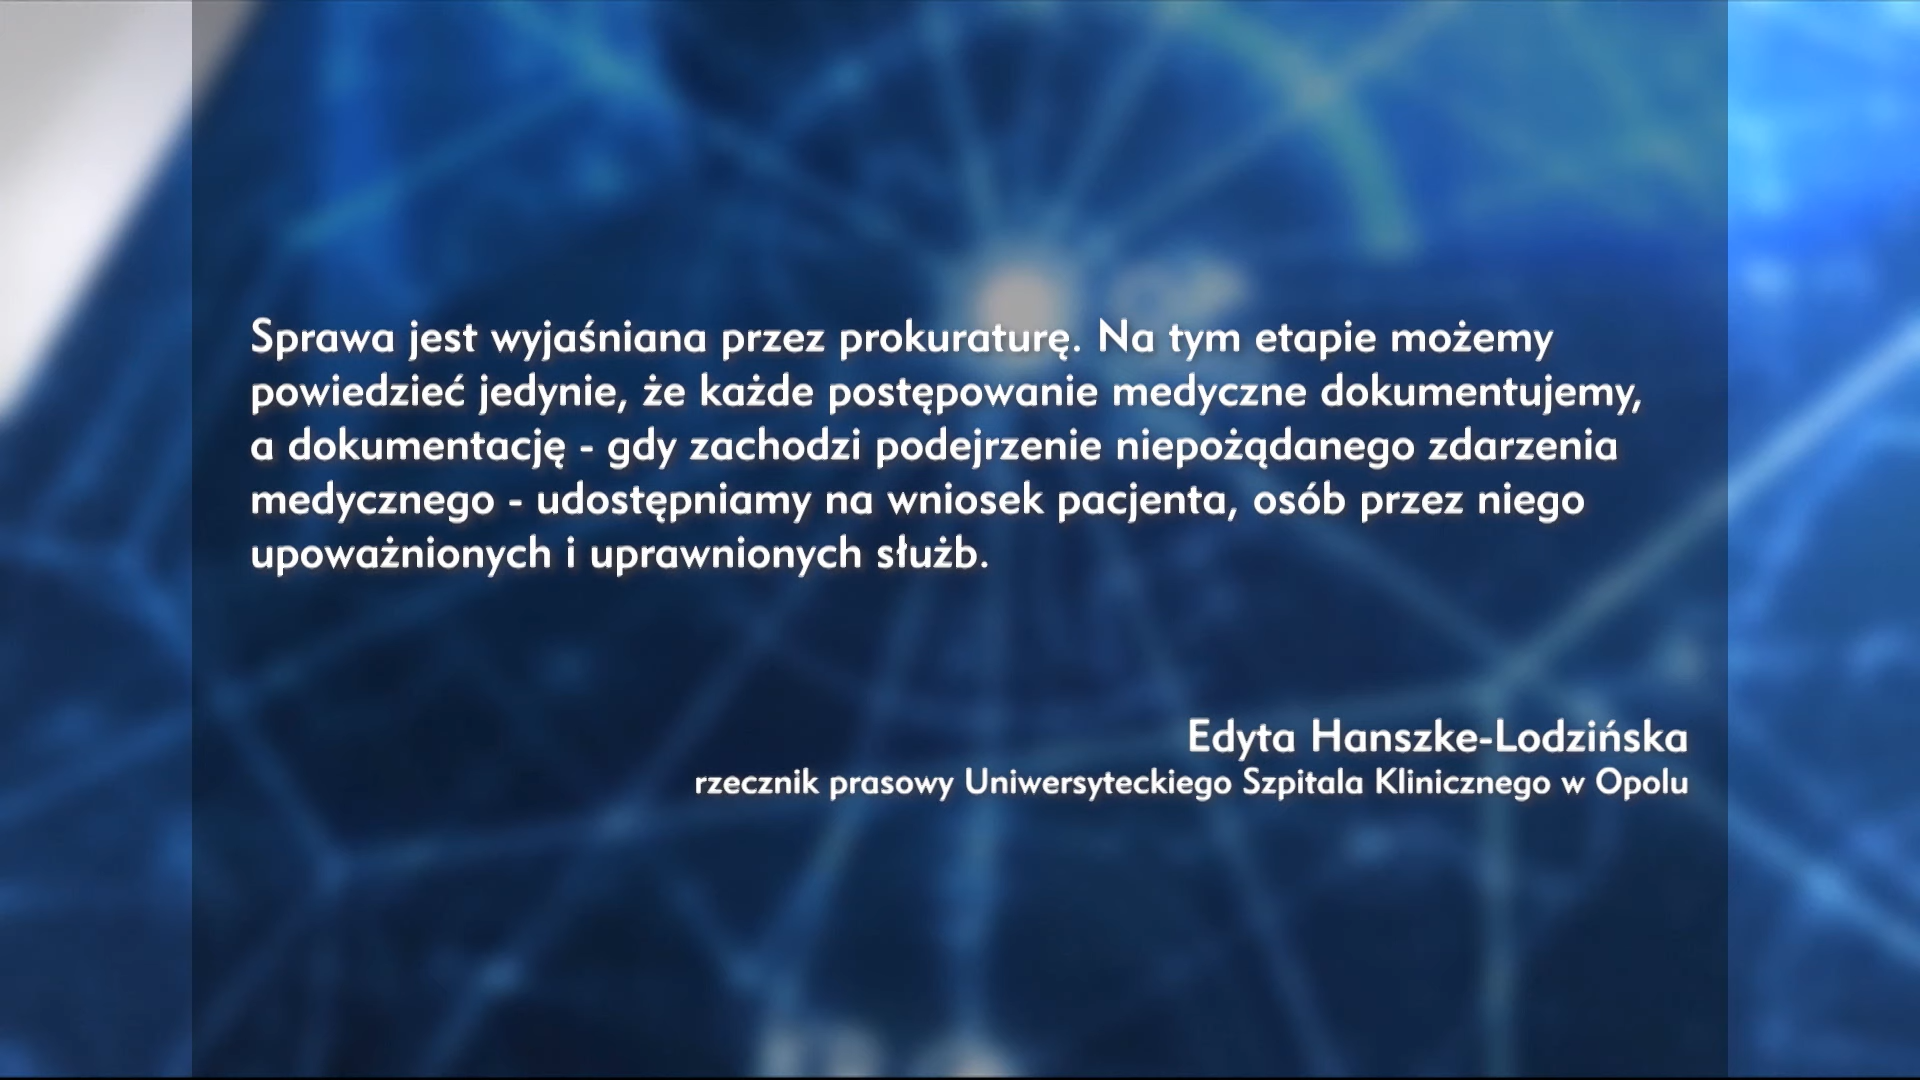 Sprawa jest wyjaśniana przez prokuraturę. Na tym etapie możemy
powiedzieć jedynie, że każde postępowanie medyczne dokumentujemy,
a dokumentację - gdy zachodzi podejrzenie niepożądanego zdarzenia
medycznego - udostępniamy na wniosek pacjenta, osób przez niego
upoważnionych i uprawnionych służb.
Edyta Hanszke-Lodzińska
rzecznik prasowy Uniwersyteckiego Szpitala Klinicznego w Opolu